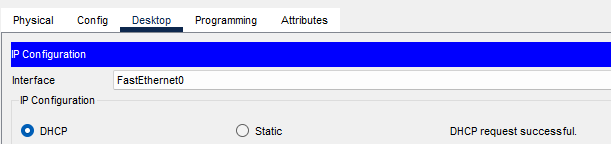 Physical Config Desktop Programming Attributes
IP Configuration
Interface FastEthernet0
IP Configuration
DHCP Static DHCP request successful.